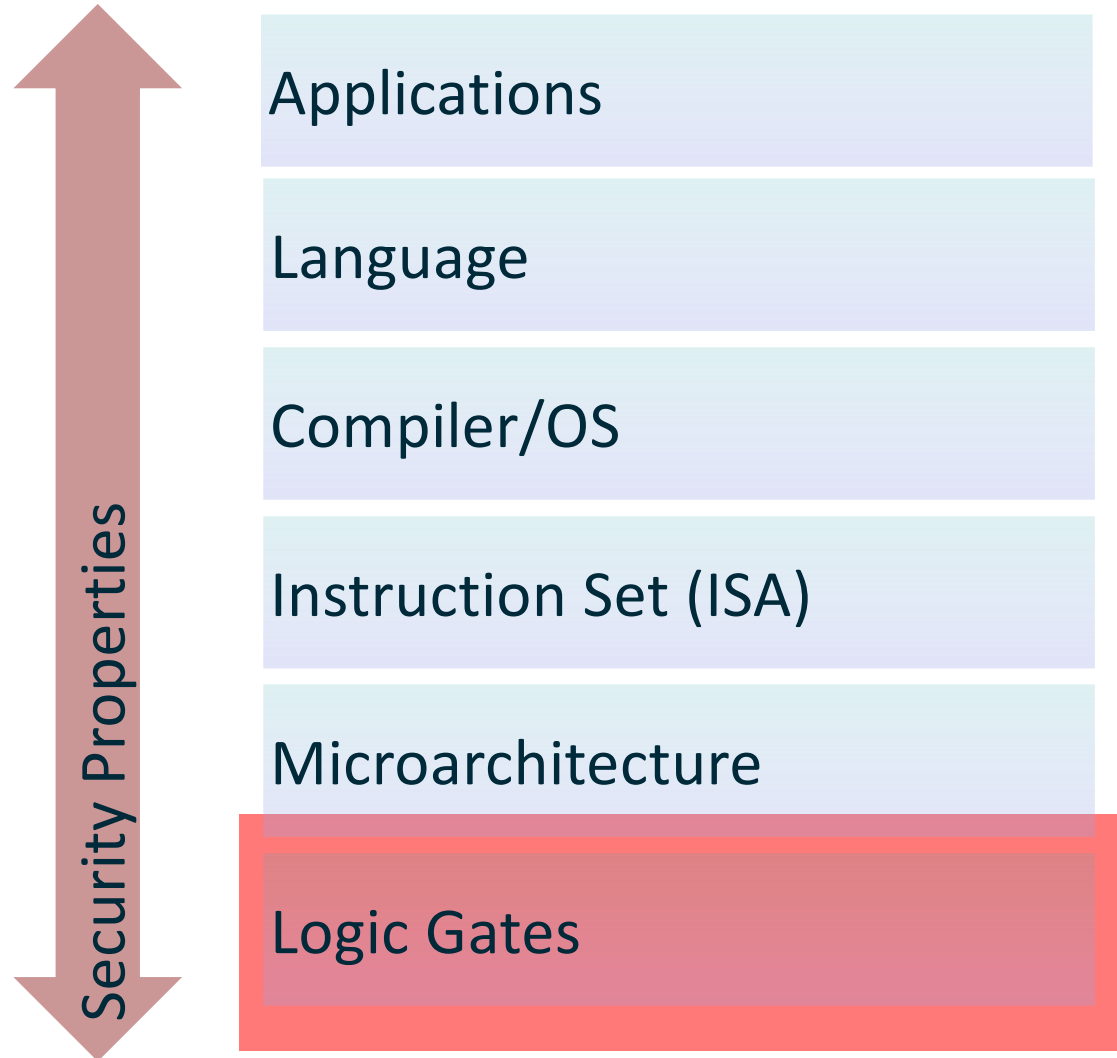 Applications
Language
Compiler/OS
Instruction Set (ISA)
Microarchitecture
Logic Gates
Security Properties